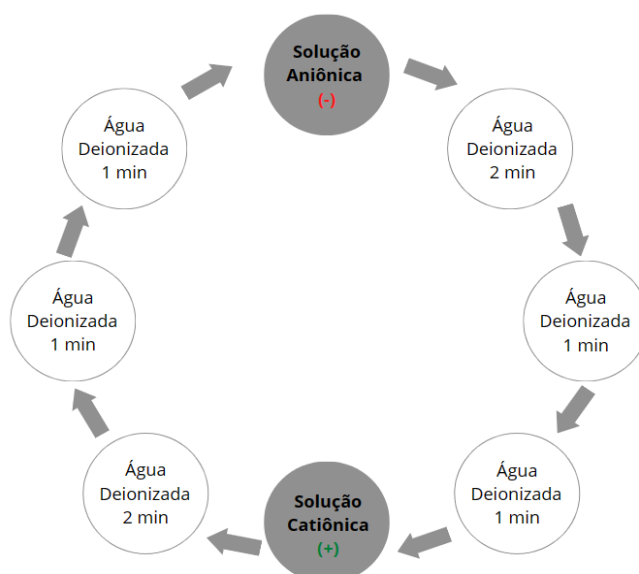 Solução
Aniônica
(-)
Água
Deionizada
2 min
Água
Deionizada
1 min
Água
Deionizada
1 min
Solução
Catiônica
(+)
Água
Deionizada
2 min
Água
Deionizada
1 min
Água
Deionizada
1 min